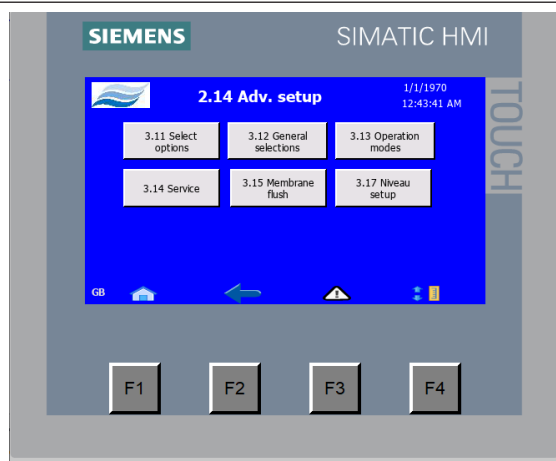 SIEMENS
SIMATIC HMI
TOUCH
2.14 Adv. setup
1/1/1970
12:43:41 AM
3.11 Select
options
3.12 General
selections
3.13 Operation
modes
3.14 Service
3.15 Membrane
flush
3.17 Niveau
setup
GB
F1
F2
F3
F4